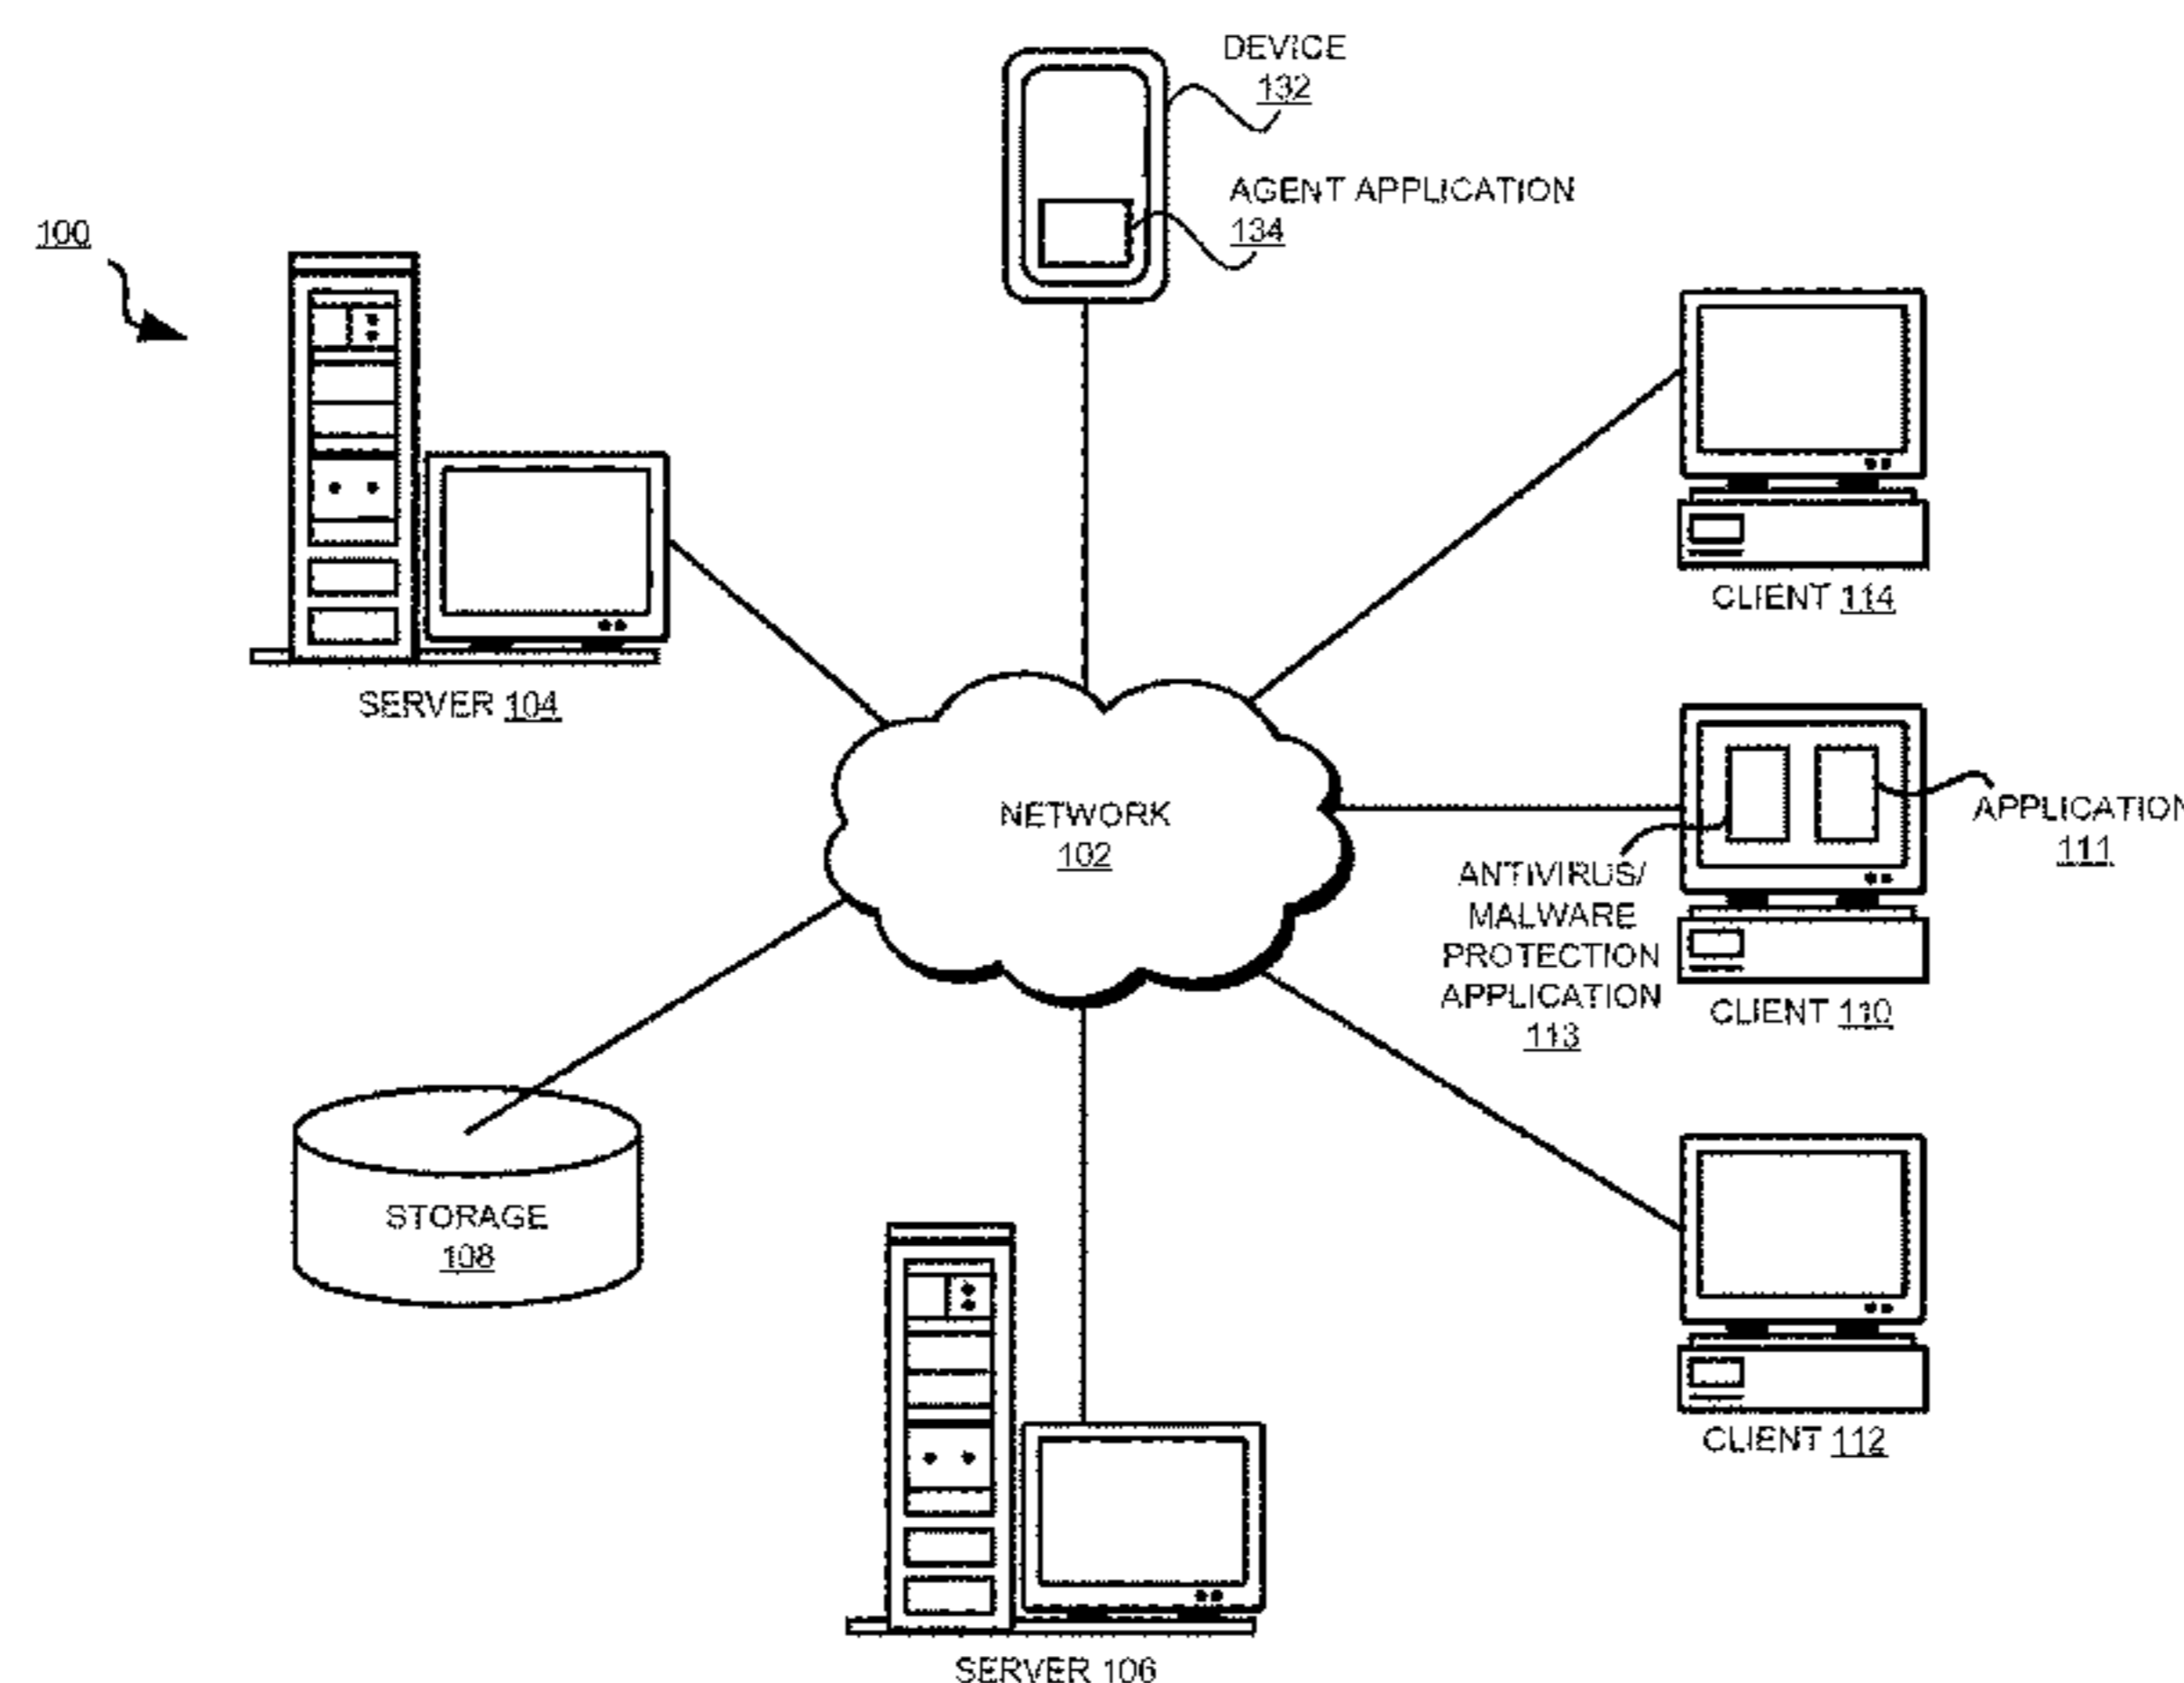 DEVICE
132
AGENT APPLICATION
134
100
CLIENT 114
SERVER 104
NETWORK
102
APPLICATION
111
ANTIVIRUS/
MALWARE
PROTECTION
APPLICATION
113
CLIENT 110
STORAGE
108
CLIENT 112
SERVER 106